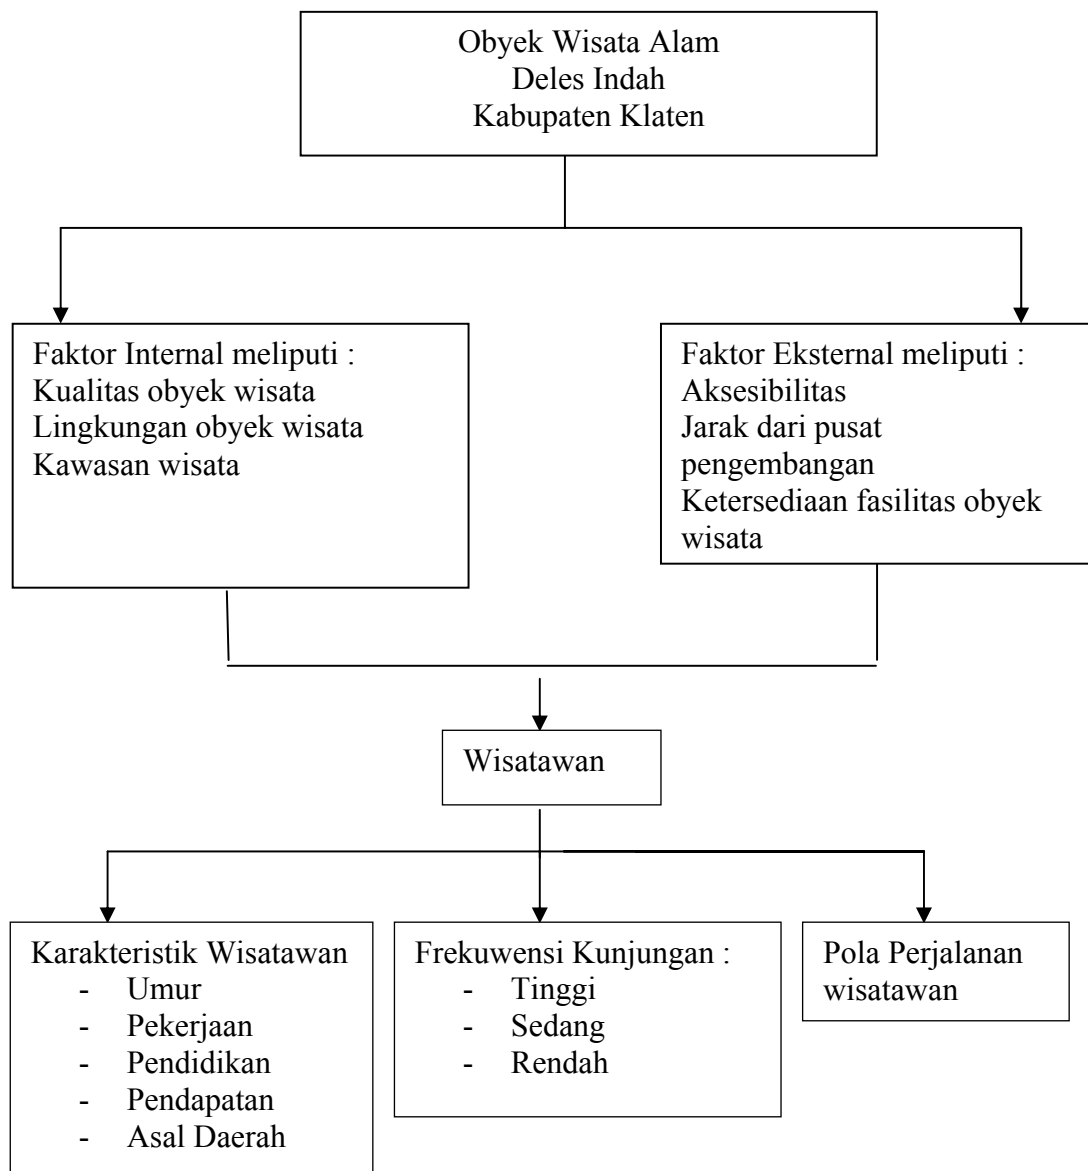 Obyek Wisata Alam
Deles Indah
Kabupaten Klaten
Faktor Internal meliputi :
Kualitas obyek wisata
Lingkungan obyek wisata
Kawasan wisata
Faktor Eksternal meliputi :
Aksesibilitas
Jarak dari pusat
pengembangan
Ketersediaan fasilitas obyek
wisata
Wisatawan
Karakteristik Wisatawan
- Umur
- Pekerjaan
- Pendidikan
- Pendapatan
- Asal Daerah
Frekuwensi Kunjungan :
- Tinggi
- Sedang
- Rendah
Pola Perjalanan
wisatawan